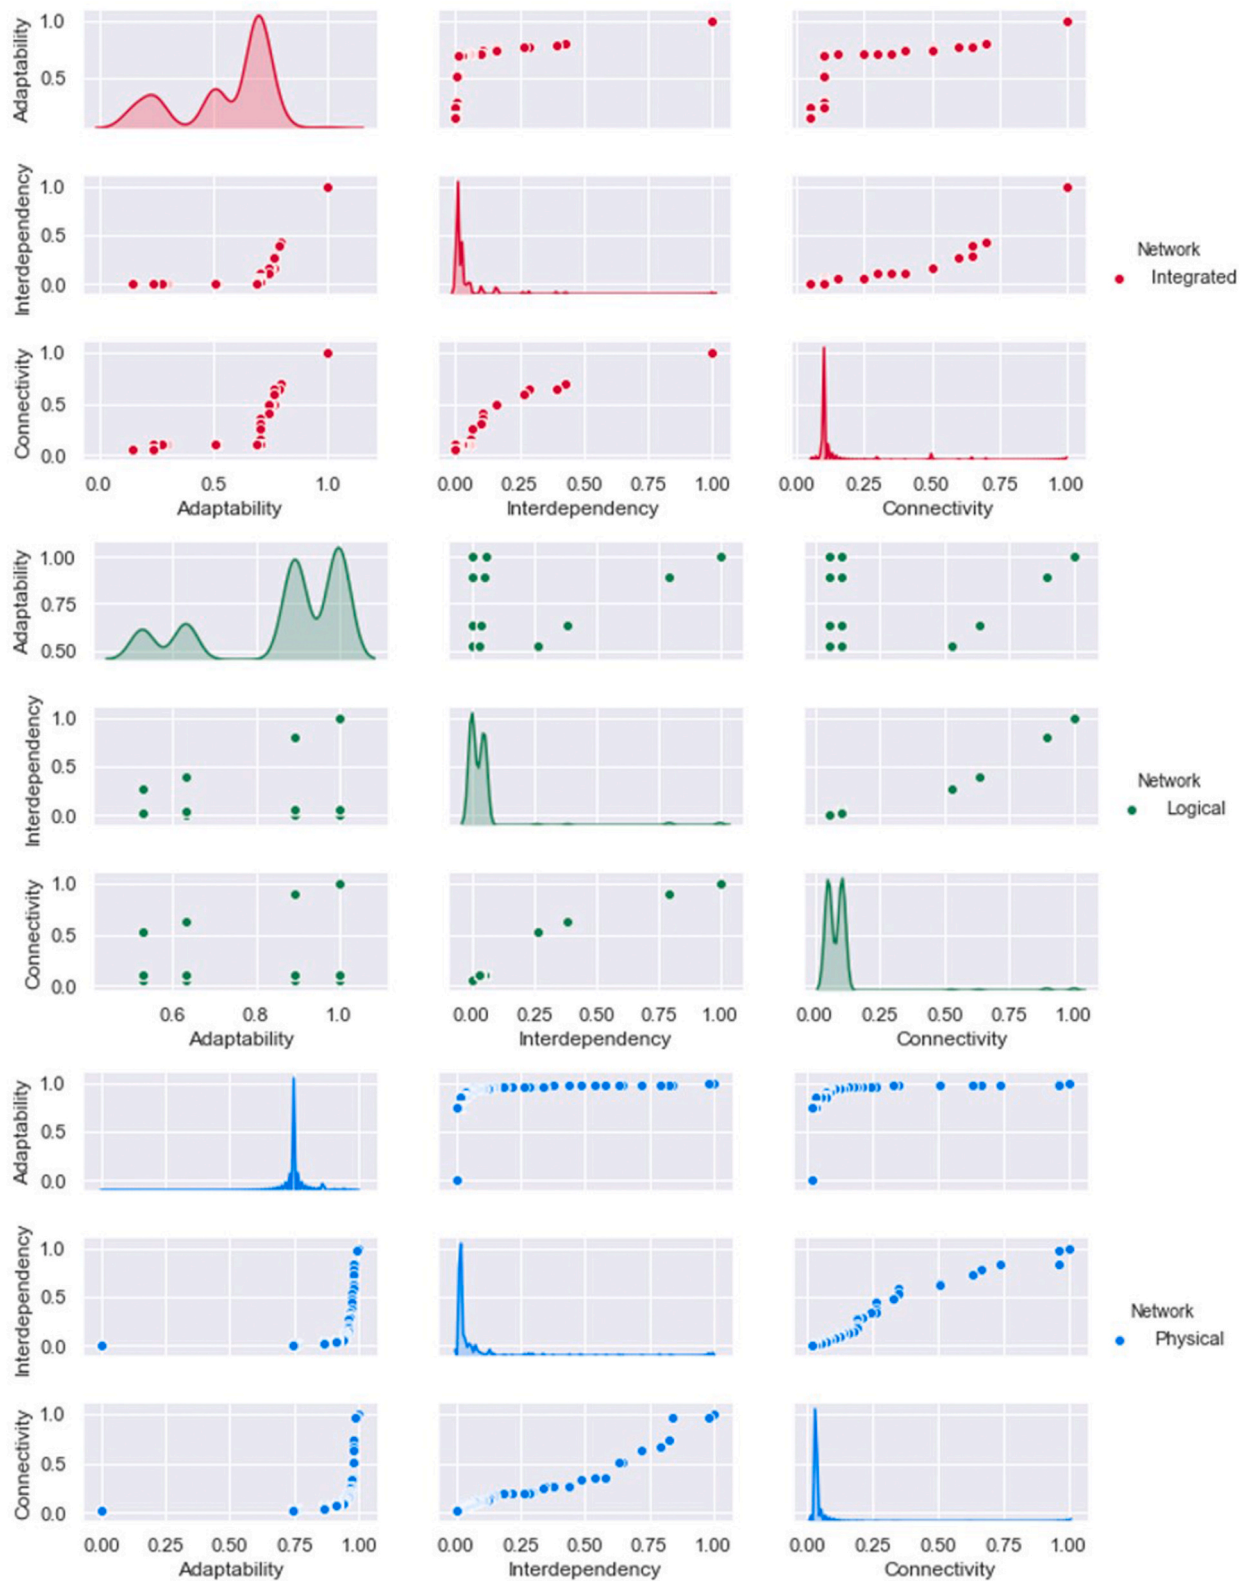 Adaptability
1.0
0.5
Interdependency
1.0
0.5
0.0
Network
Integrated
Connectivity
1.0
0.5
0.0
0.0 0.5 1.0 0.00 0.25 0.50 0.75 1.00 0.00 0.25 0.50 0.75 1.00
Adaptability Interdependency Connectivity
Adaptability
1.00
0.75
0.50
Interdependency
1.0
0.5
0.0
Network
Logical
Connectivity
1.0
0.5
0.0
0.6 0.8 1.0 0.00 0.25 0.50 0.75 1.00 0.00 0.25 0.50 0.75 1.00
Adaptability Interdependency Connectivity
Adaptability
1.0
0.5
0.0
Interdependency
1.0
0.5
0.0
Network
Physical
Connectivity
1.0
0.5
0.0
0.00 0.25 0.50 0.75 1.00 0.00 0.25 0.50 0.75 1.00 0.00 0.25 0.50 0.75 1.00
Adaptability Interdependency Connectivity